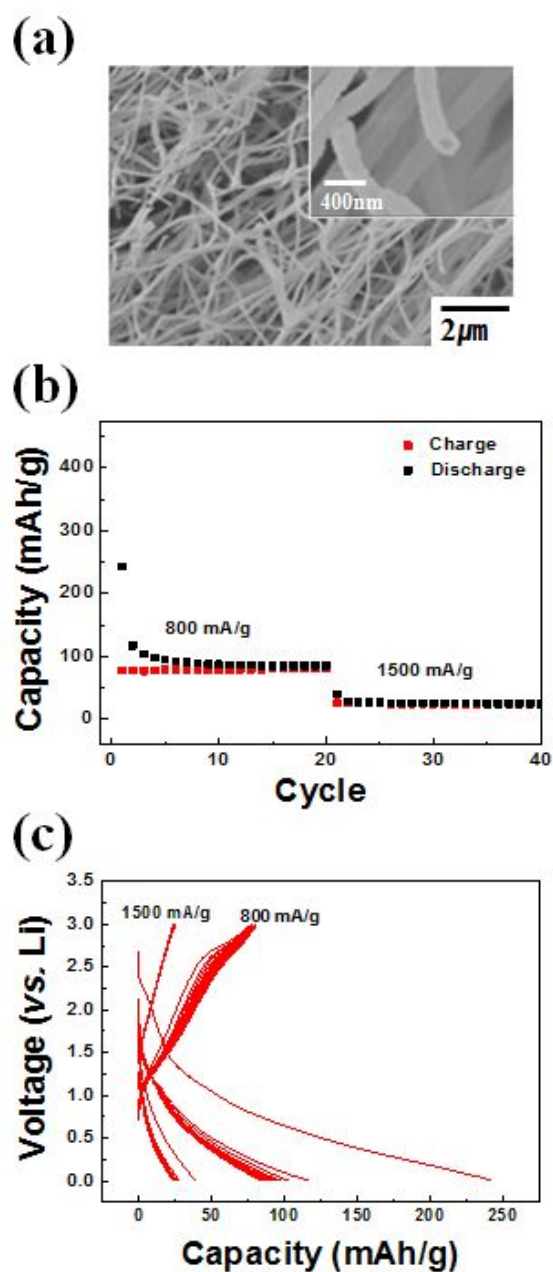 (a)
400nm
2μm
(b)
Capacity (mAh/g)
400
300
200
100
0
Charge
Discharge
800 mA/g
1500 mA/g
0 10 20 30 40
Cycle
(c)
Voltage (vs. Li)
3.5
3.0
2.5
2.0
1.5
1.0
0.5
0.0
1500 mA/g
800 mA/g
0 50 100 150 200 250
Capacity (mAh/g)